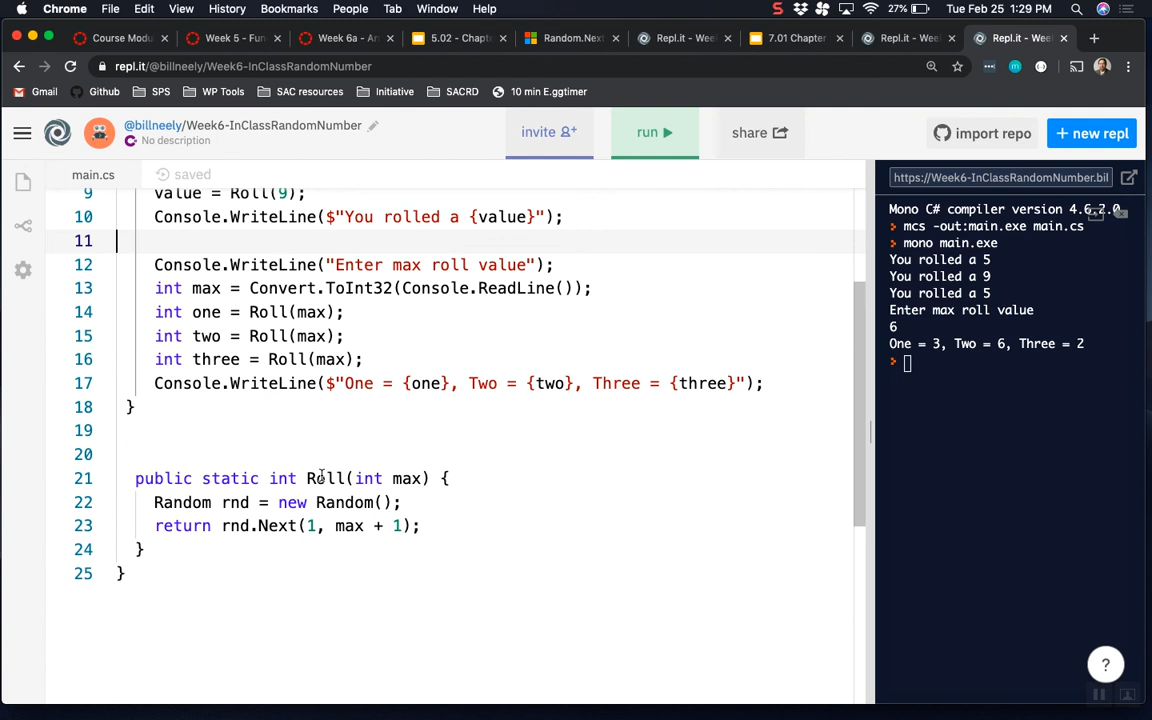 Chrome File Edit View History Bookmarks People Tab Window Help 27% Tue Feb 25 1:29 PM
Course Modu Week 5 - Fun Week 6a - Ar 5.02 - Chapte Random.Nex Repl.it - Wee 7.01 Chapter Repl.it - Wee Repl.it - Wee
repl.it/@billneely/Week6-InClassRandomNumber
Gmail Github SPS WP Tools SAC resources Initiative SACRD 10 min E.ggtimer
@billneely/Week6-InClassRandomNumber
No description
invite run share import repo + new repl
main.cs saved
https://Week6-InClassRandomNumber.bil
9 value = Roll(9);
10 Console.WriteLine($"You rolled a {value}");
11
12 Console.WriteLine("Enter max roll value");
13 int max = Convert.ToInt32(Console.ReadLine());
14 int one = Roll(max);
15 int two = Roll(max);
16 int three = Roll(max);
17 Console.WriteLine($"One = {one}, Two = {two}, Three = {three}");
18 }
19
20
21 public static int Roll(int max) {
22 Random rnd = new Random();
23 return rnd.Next(1, max + 1);
24 }
25 }
Mono C# compiler version 4.6.2.0
mcs -out:main.exe main.cs
mono main.exe
You rolled a 5
You rolled a 9
You rolled a 5
Enter max roll value
6
One = 3, Two = 6, Three = 2
?